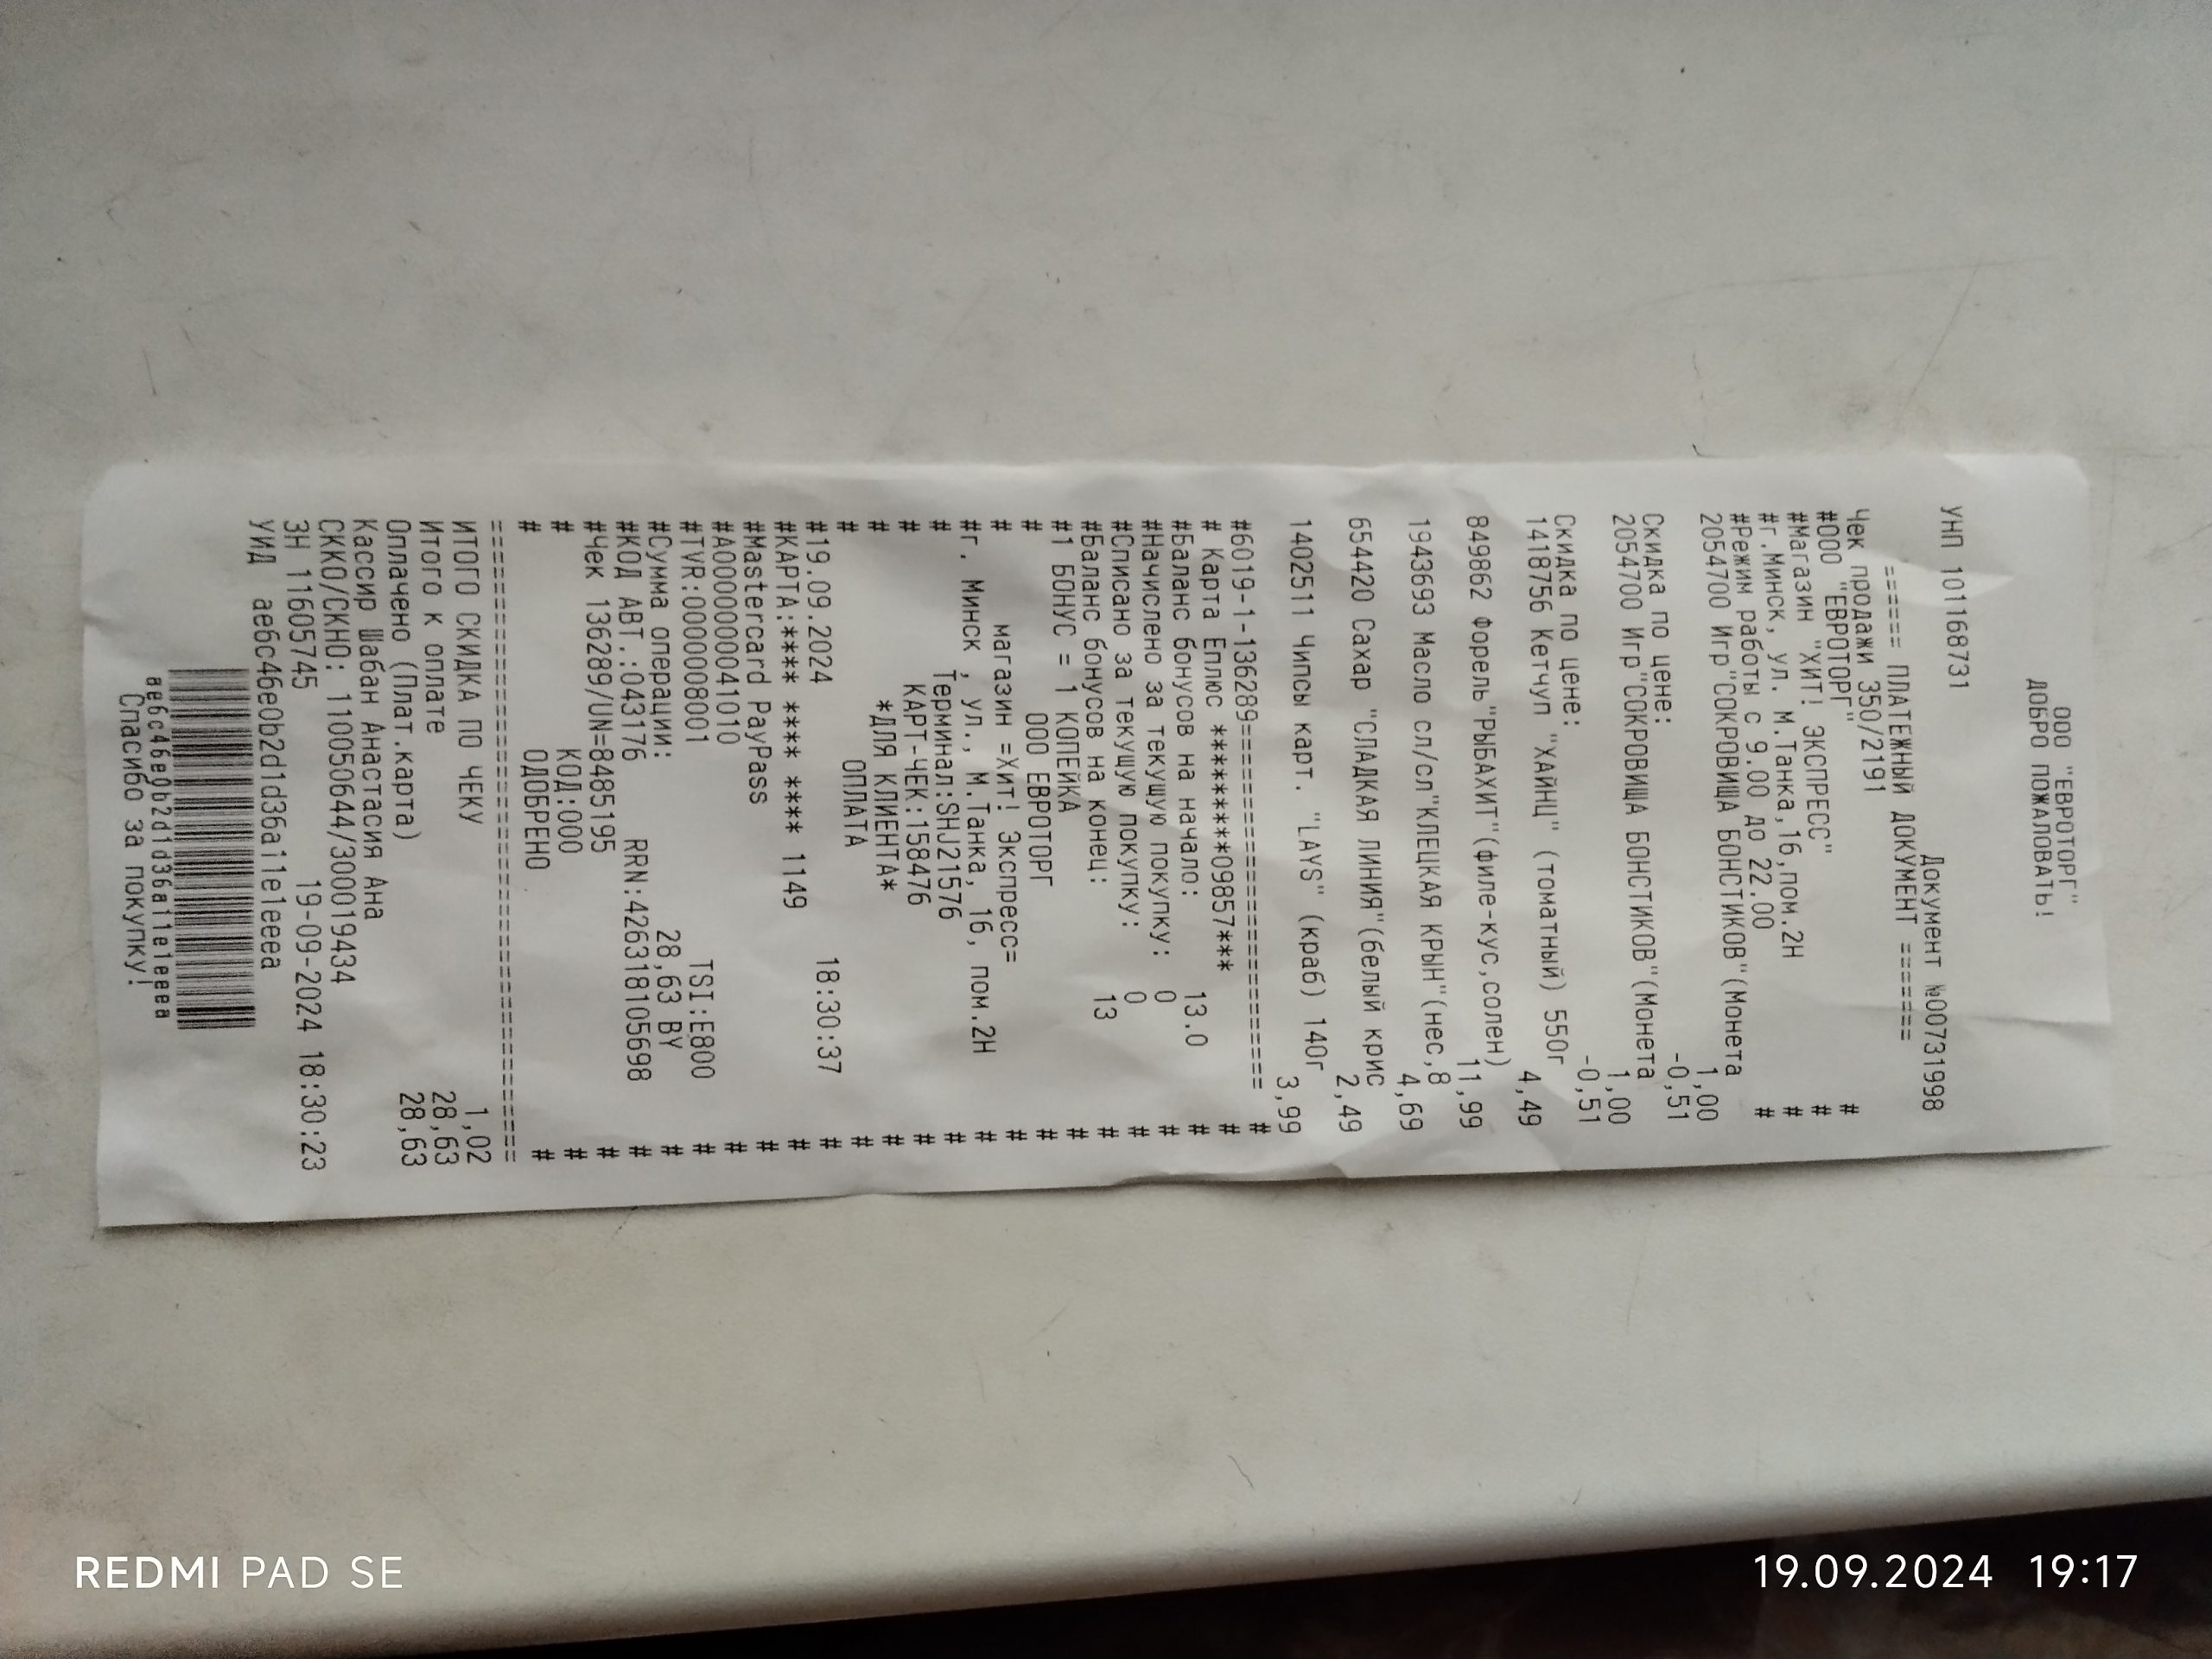 ООО "ЕВРОТОРГ"
ДОБРО ПОЖАЛОВАТЬ!
УНП 101168731 Документ №00731998
====== ПЛАТЕЖНЫЙ ДОКУМЕНТ =======
Чек продажи 350/2191
#ООО "ЕВРОТОРГ" #
#Магазин "ХИТ! ЭКСПРЕСС" #
#г.Минск, ул. М.Танка,16,пом.2Н #
#Режим работы с 9.00 до 22.00 #
2054700 Игр"СОКРОВИЩА БОНСТИКОВ"(монета
1,00
Скидка по цене: -0,51
2054700 Игр"СОКРОВИЩА БОНСТИКОВ"(монета
1,00
Скидка по цене: -0,51
1418756 Кетчуп "ХАЙНЦ" (томатный) 550г
4,49
849862 Форель"РЫБАХИТ"(филе-кус,солен)
11,99
1943693 Масло сл/сл"КЛЕЦКАЯ КРЫН"(нес,8
4,69
654420 Сахар "СЛАДКАЯ ЛИНИЯ"(белый крис
2,49
1402511 Чипсы карт. "LAYS" (краб) 140г
3,99
#6019-1-136289======================= #
# Карта Еплюс *********09857*** #
#Баланс бонусов на начало: 13.0 #
#Начислено за текущую покупку: 0 #
#Списано за текущую покупку: 0 #
#Баланс бонусов на конец: 13 #
#1 БОНУС = 1 КОПЕЙКА #
# ООО ЕВРОТОРГ #
# магазин =Хит! Экспресс= #
#г. Минск , ул., М.Танка, 16, пом.2Н #
# Терминал:SHJ21576 #
# КАРТ-ЧЕК:158476 #
# *ДЛЯ КЛИЕНТА* #
# ОПЛАТА #
#19.09.2024 18:30:37 #
#КАРТА:**** **** **** 1149 #
#Mastercard PayPass #
#A0000000041010 #
#TVR:0000008001 TSI:E800 #
#Сумма операции: 28,63 BY #
#КОД АВТ.:043176 RRN:426318105698 #
#Чек 136289/UN=8485195 #
# КОД:000 #
# ОДОБРЕНО #
========================================
ИТОГО СКИДКА ПО ЧЕКУ 1,02
Итого к оплате 28,63
Оплачено (Плат.карта) 28,63
Кассир Шабан Анастасия Ана
СККО/СКНО: 110050644/300019434
ЗН 11605745 19-09-2024 18:30:23
УИД ae6c46e0b2d1d36a11e1eeea
ae6c46e0b2d1d36a11e1eeea
Спасибо за покупку!
REDMI PAD SE
19.09.2024 19:17